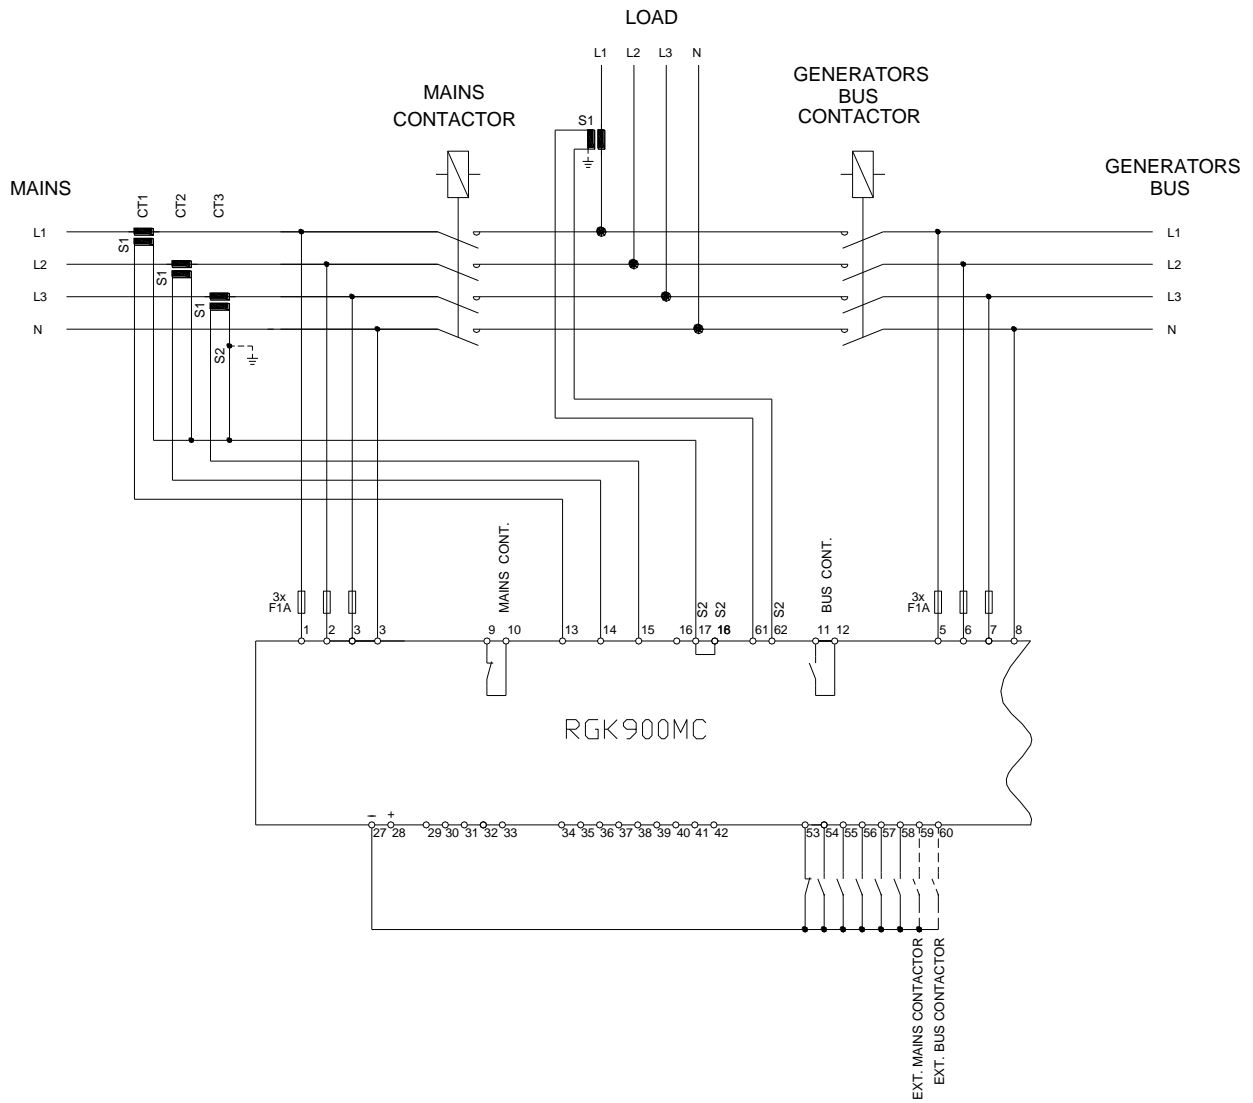 LOAD
L1 L2 L3 N
MAINS
CONTACTOR
GENERATORS
BUS
CONTACTOR
S1
MAINS
GENERATORS
BUS
CT1
CT2
CT3
L1
L2
L3
N
S1
S1
S1
S2
L1
L2
L3
N
MAINS CONT.
BUS CONT.
3x
F1A
S2
S2
S2
3x
F1A
1 2 3 3 9 10 13 14 15 16 17 18 61 62 11 12 5 6 7 8
RGK900MC
− +
27 28 29 30 31 32 33 34 35 36 37 38 39 40 41 42 53 54 55 56 57 58 59 60
EXT. MAINS CONTACTOR
EXT. BUS CONTACTOR